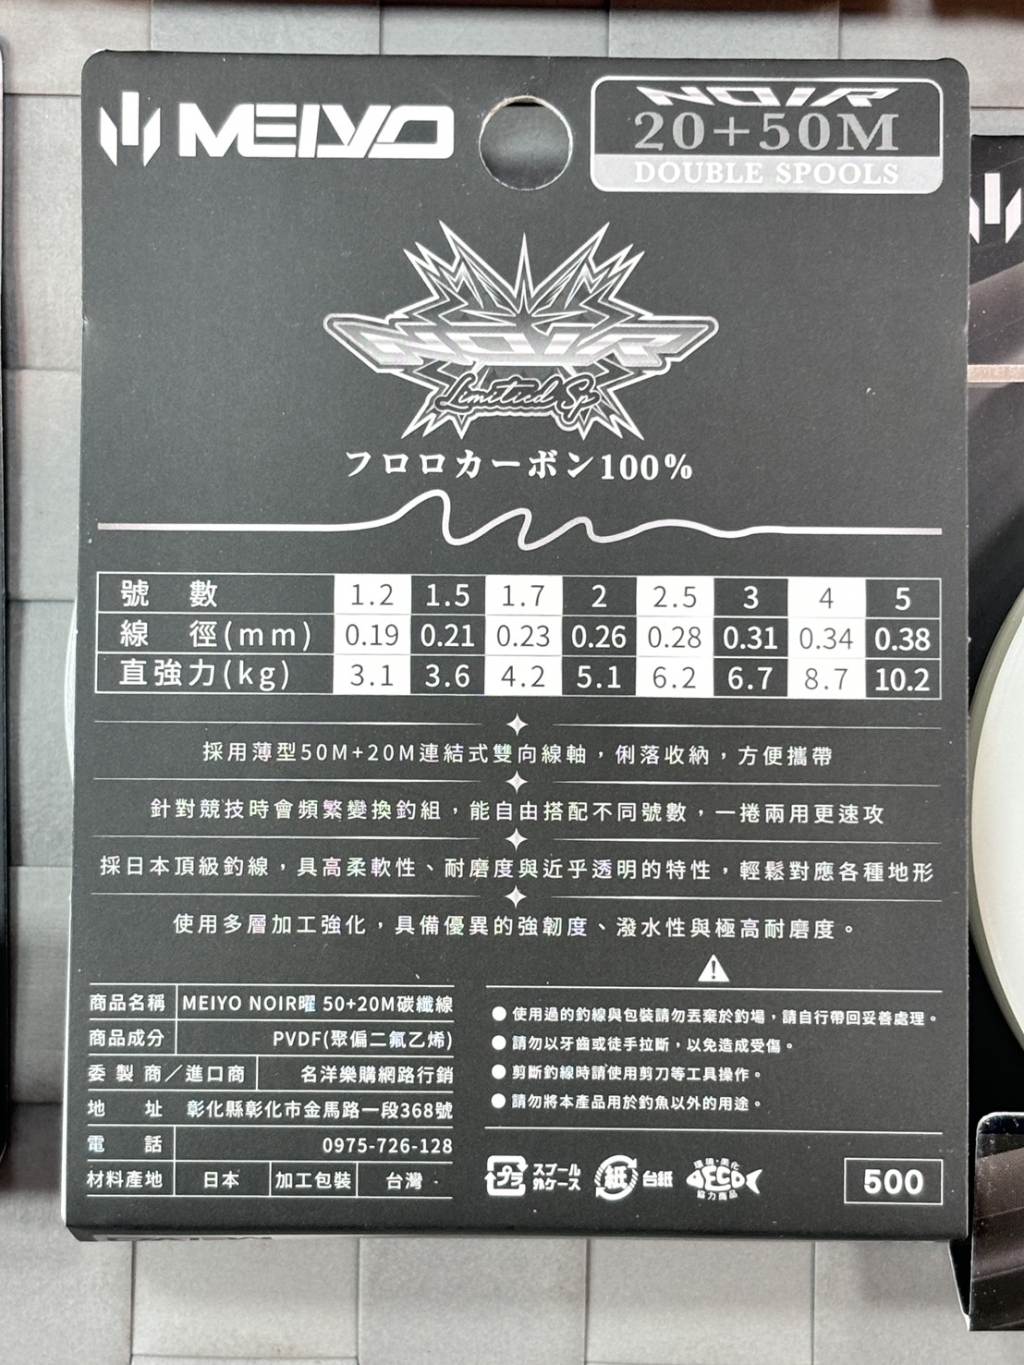 MEIYO
NOIR
20+50M
DOUBLE SPOOLS
NOIR
Limited Sp
フロロカーボン100%
號 數 1.2 1.5 1.7 2 2.5 3 4 5
線 徑(mm) 0.19 0.21 0.23 0.26 0.28 0.31 0.34 0.38
直強力(kg) 3.1 3.6 4.2 5.1 6.2 6.7 8.7 10.2
採用薄型50M+20M連結式雙向線軸，俐落收納，方便攜帶
針對競技時會頻繁變換釣組，能自由搭配不同號數，一捲兩用更速攻
採日本頂級釣線，具高柔軟性、耐磨度與近乎透明的特性，輕鬆對應各種地形
使用多層加工強化，具備優異的強韌度、潑水性與極高耐磨度。
商品名稱 MEIYO NOIR曜 50+20M碳纖線
商品成分 PVDF(聚偏二氟乙烯)
委製商／進口商 名洋樂購網路行銷
地 址 彰化縣彰化市金馬路一段368號
電 話 0975-726-128
材料產地 日本 加工包裝 台灣
● 使用過的釣線與包裝請勿丟棄於釣場，請自行帶回妥善處理。
● 請勿以牙齒或徒手拉斷，以免造成受傷。
● 剪斷釣線時請使用剪刀等工具操作。
● 請勿將本產品用於釣魚以外的用途。
プラ
スプール
外ケース
紙
台紙
環境・美化
ECO
協力商品
500